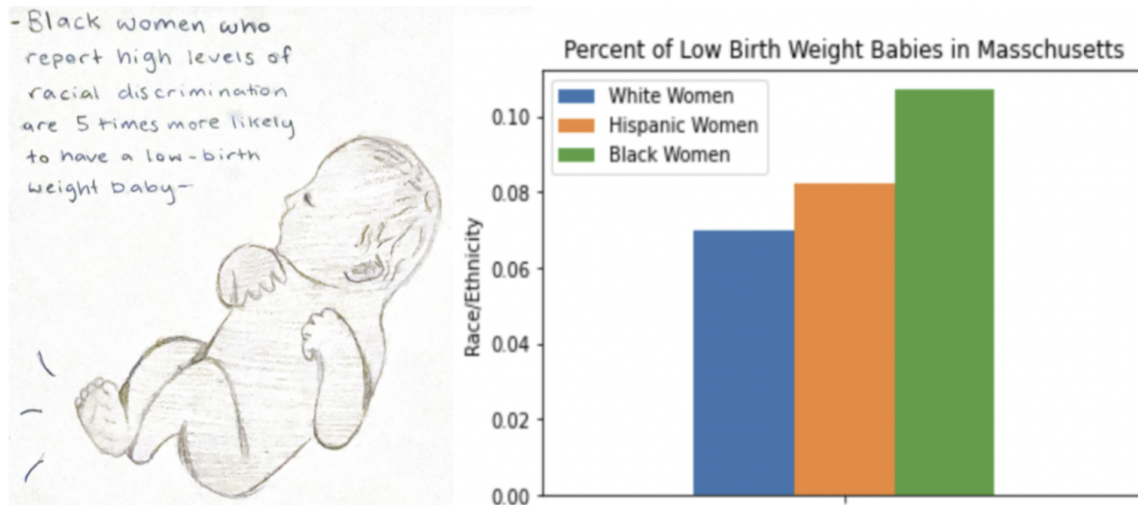 -Black women who
report high levels of
racial discrimination
are 5 times more likely
to have a low-birth
weight baby-
Percent of Low Birth Weight Babies in Masschusetts
White Women
Hispanic Women
Black Women
Race/Ethnicity
0.10
0.08
0.06
0.04
0.02
0.00